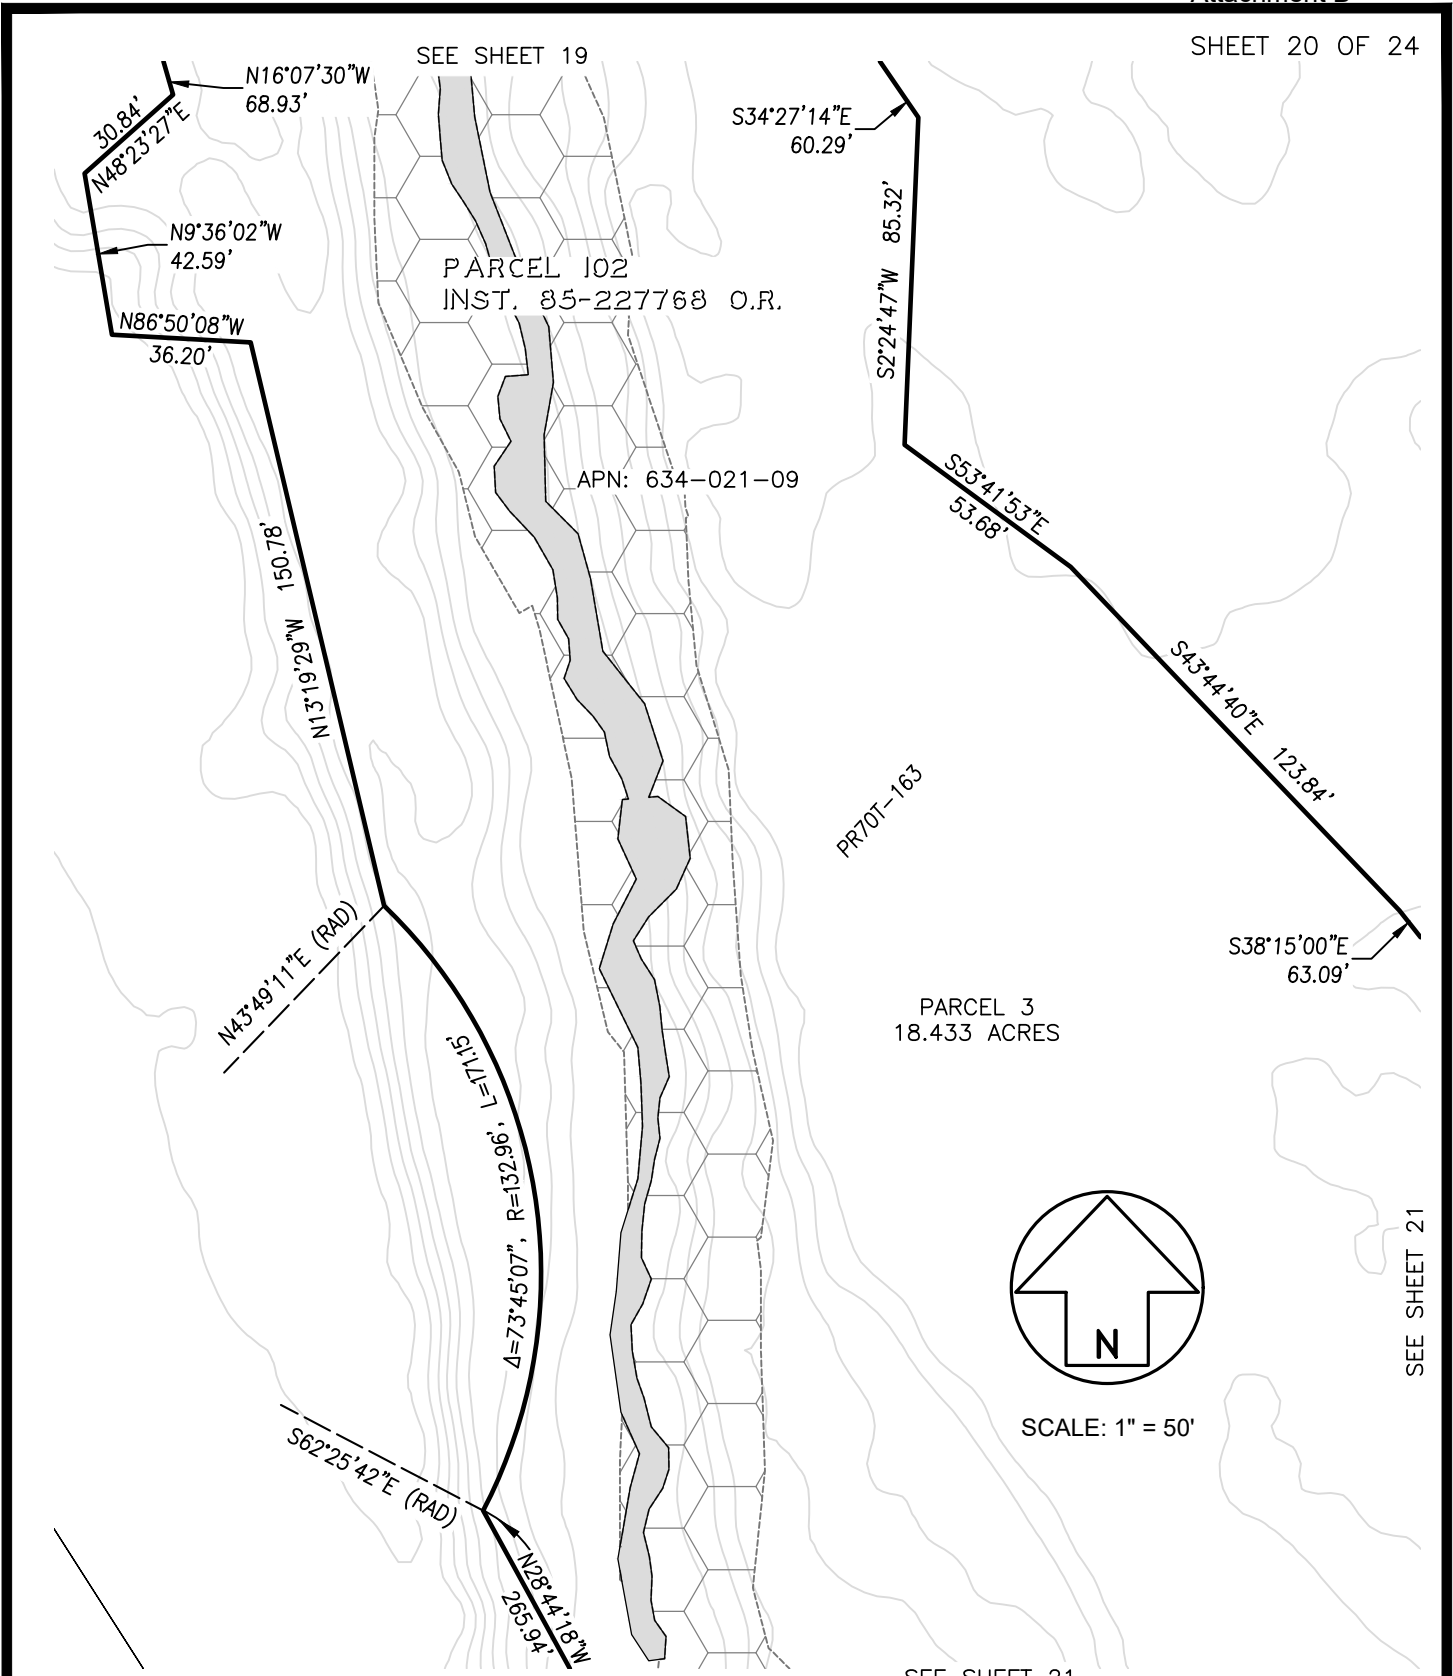 Attachment B
SHEET 20 OF 24
SEE SHEET 19
N16°07'30"W
68.93'
30.84'
N48°23'27"E
S34°27'14"E
60.29'
N9°36'02"W
42.59'
S2°24'47"W 85.32'
PARCEL 102
INST. 85-227768 O.R.
N86°50'08"W
36.20'
APN: 634-021-09
S53°41'53"E
53.68'
N13°19'29"W 150.78'
S43°44'40"E 123.84'
PR70T-163
N43°49'11"E (RAD)
S38°15'00"E
63.09'
PARCEL 3
18.433 ACRES
Δ=73°45'07", R=132.96', L=171.15'
N
SCALE: 1" = 50'
SEE SHEET 21
S62°25'42"E (RAD)
N28°44'18"W
265.94'
SEE SHEET 21